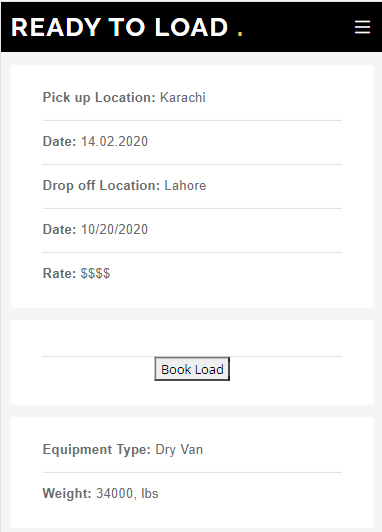 READY TO LOAD .
Pick up Location: Karachi
Date: 14.02.2020
Drop off Location: Lahore
Date: 10/20/2020
Rate: $$$$
Book Load
Equipment Type: Dry Van
Weight: 34000, lbs